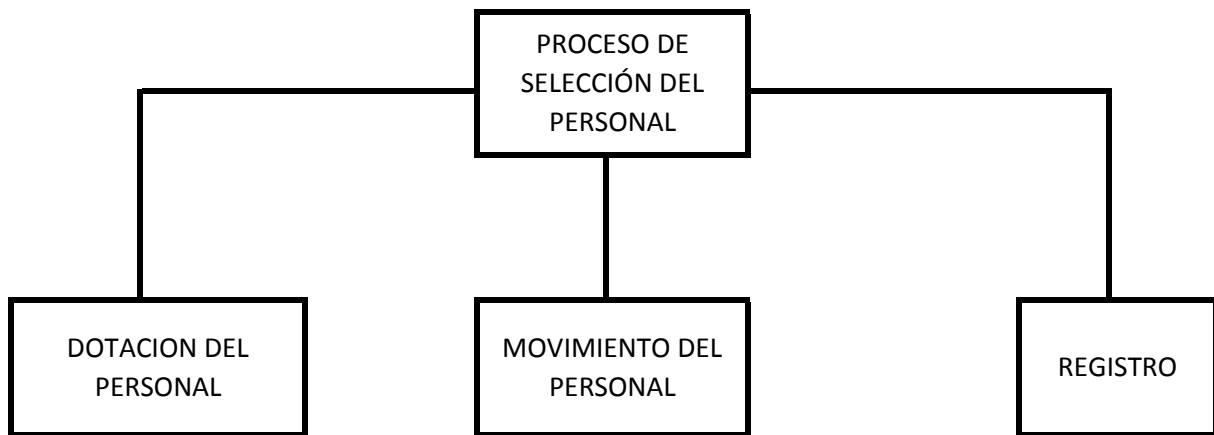 PROCESO DE
SELECCIÓN DEL
PERSONAL
DOTACION DEL
PERSONAL
MOVIMIENTO DEL
PERSONAL
REGISTRO